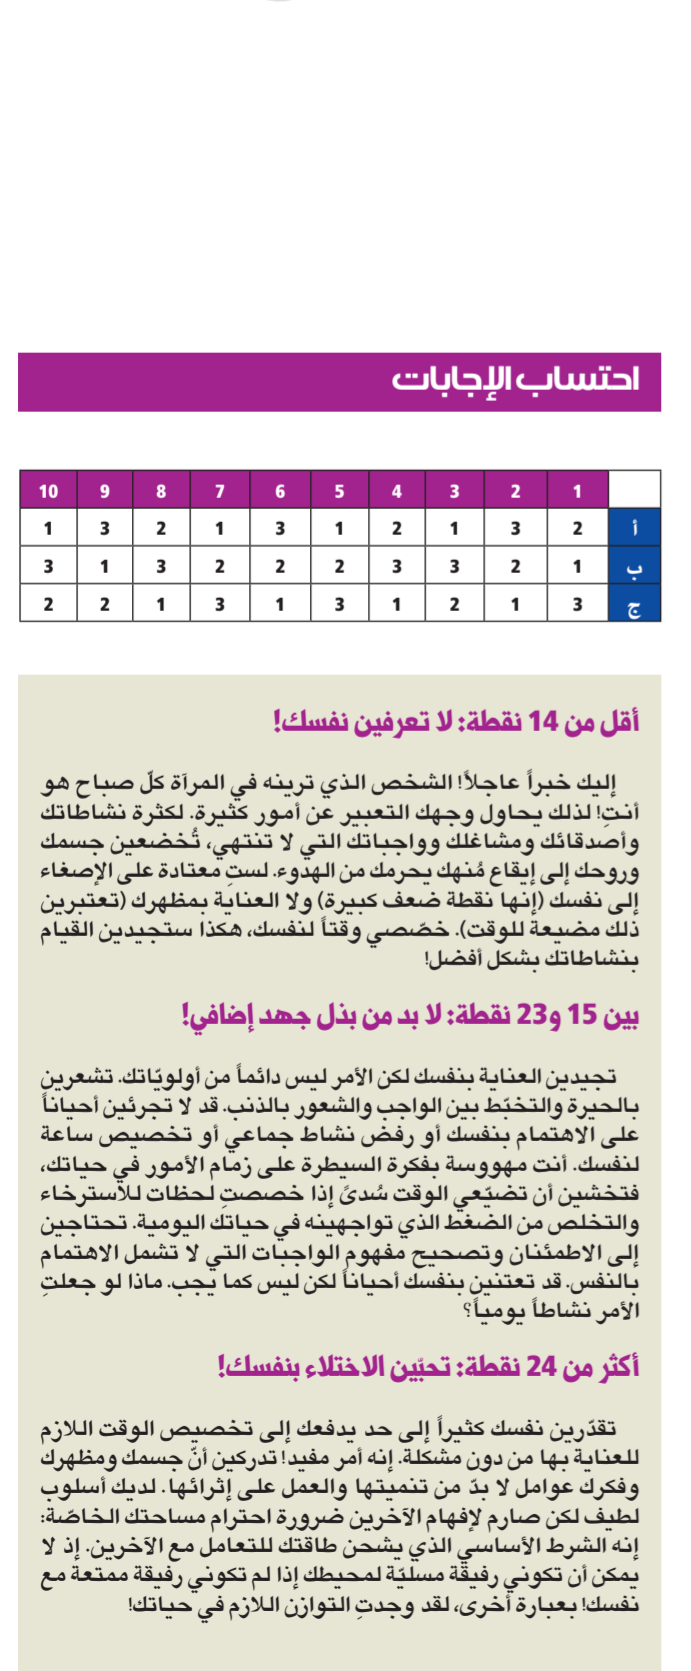 احتساب الإجابات
1 2 3 4 5 6 7 8 9 10
أ 2 3 1 2 1 3 1 2 3 1
ب 1 2 3 3 2 2 2 3 1 3
ج 3 1 2 1 3 1 3 1 2 2
أقل من 14 نقطة: لا تعرفين نفسك!
إليك خبراً عاجلاً! الشخص الذي ترينه في المرآة كلّ صباح هو
أنتِ! لذلك يحاول وجهك التعبير عن أمور كثيرة. لكثرة نشاطاتك
وأصدقائك ومشاغلك وواجباتك التي لا تنتهي، تُخضعين جسمك
وروحك إلى إيقاع مُنهك يحرمك من الهدوء. لستِ معتادة على الإصغاء
إلى نفسك (إنها نقطة ضعف كبيرة) ولا العناية بمظهرك (تعتبرين
ذلك مضيعة للوقت). خصّصي وقتاً لنفسك، هكذا ستجيدين القيام
بنشاطاتك بشكل أفضل!
بين 15 و23 نقطة: لا بد من بذل جهد إضافي!
تجيدين العناية بنفسك لكن الأمر ليس دائماً من أولويّاتك. تشعرين
بالحيرة والتخبّط بين الواجب والشعور بالذنب. قد لا تجرئين أحياناً
على الاهتمام بنفسك أو رفض نشاط جماعي أو تخصيص ساعة
لنفسك. أنت مهووسة بفكرة السيطرة على زمام الأمور في حياتك،
فتخشين أن تضيّعي الوقت سُدىً إذا خصصتِ لحظات للاسترخاء
والتخلص من الضغط الذي تواجهينه في حياتك اليومية. تحتاجين
إلى الاطمئنان وتصحيح مفهوم الواجبات التي لا تشمل الاهتمام
بالنفس. قد تعتنين بنفسك أحياناً لكن ليس كما يجب. ماذا لو جعلتِ
الأمر نشاطاً يومياً؟
أكثر من 24 نقطة: تحبّين الاختلاء بنفسك!
تقدّرين نفسك كثيراً إلى حد يدفعك إلى تخصيص الوقت اللازم
للعناية بها من دون مشكلة. إنه أمر مفيد! تدركين أنّ جسمك ومظهرك
وفكرك عوامل لا بدّ من تنميتها والعمل على إثرائها. لديك أسلوب
لطيف لكن صارم لإفهام الآخرين ضرورة احترام مساحتك الخاصّة:
إنه الشرط الأساسي الذي يشحن طاقتك للتعامل مع الآخرين. إذ لا
يمكن أن تكوني رفيقة مسليّة لمحيطك إذا لم تكوني رفيقة ممتعة مع
نفسك! بعبارة أخرى، لقد وجدتِ التوازن اللازم في حياتك!